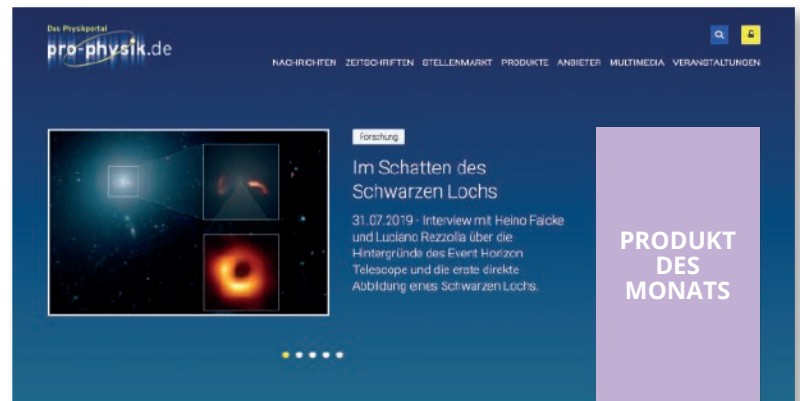 Das Physikportal
pro-physik.de
NACHRICHTEN ZEITSCHRIFTEN STELLENMARKT PRODUKTE ANBIETER MULTIMEDIA VERANSTALTUNGEN
Forschung
Im Schatten des
Schwarzen Lochs
31.07.2019 - Interview mit Heino Falcke
und Luciano Rezzolla über die
Hintergründe des Event Horizon
Telescope und die erste direkte
Abbildung eines Schwarzen Lochs.
PRODUKT
DES
MONATS